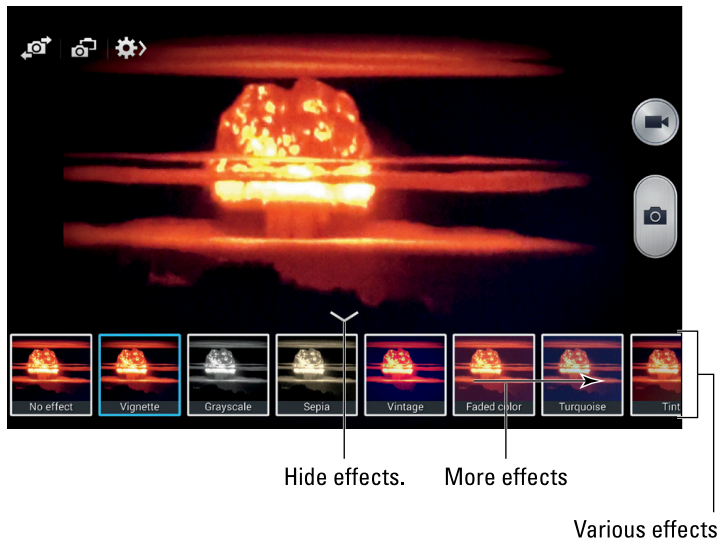 No effect
Vignette
Grayscale
Sepia
Vintage
Faded color
Turquoise
Tint
Hide effects.
More effects
Various effects